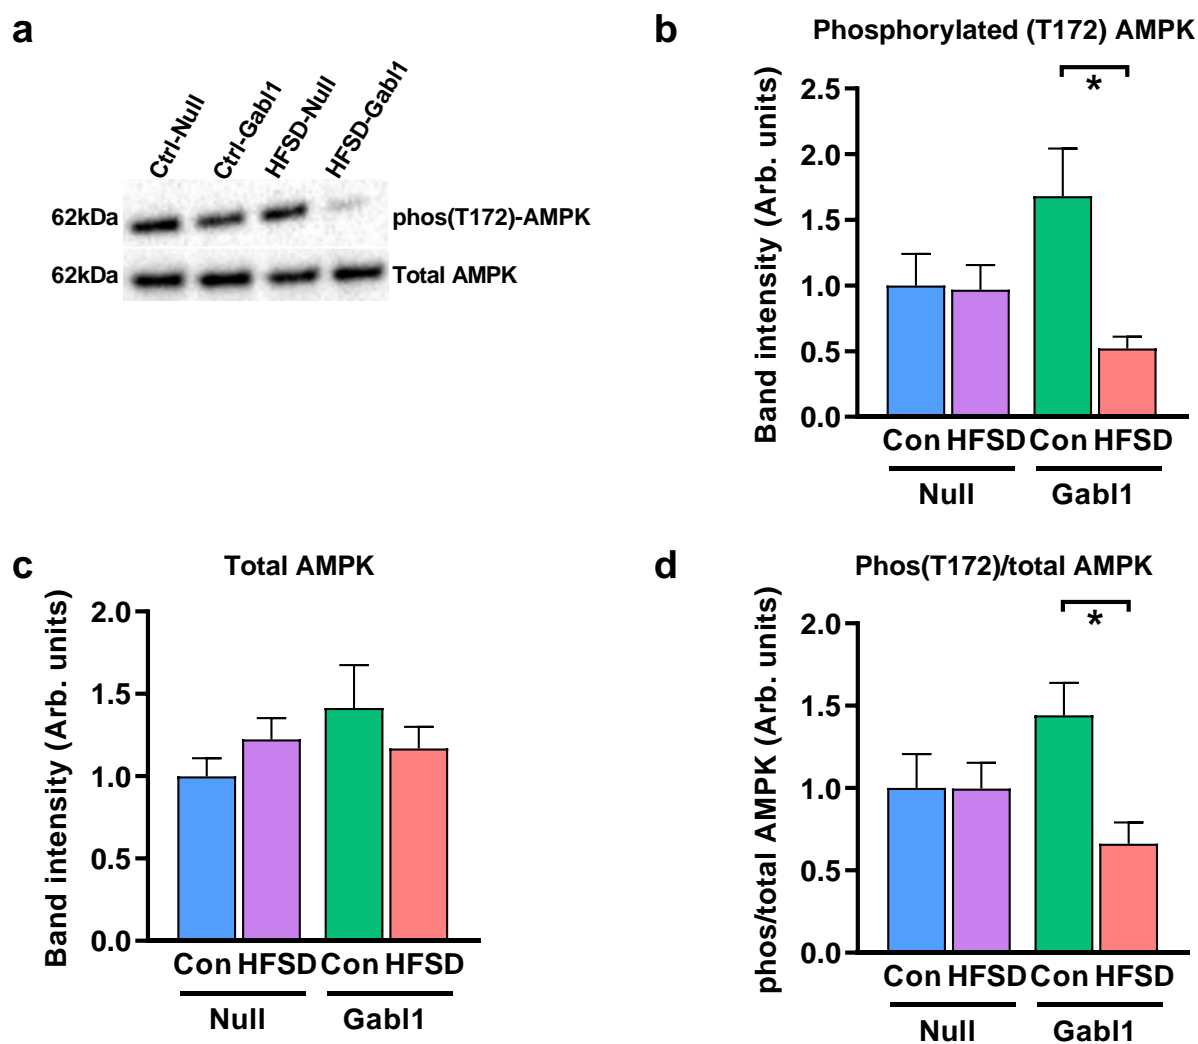 a
Ctrl-Null
Ctrl-Gabl1
HFSD-Null
HFSD-Gabl1
62kDa
phos(T172)-AMPK
62kDa
Total AMPK
b
Phosphorylated (T172) AMPK
Band intensity (Arb. units)
2.5
2.0
1.5
1.0
0.5
0.0
*
Con HFSD Con HFSD
Null Gabl1
c
Total AMPK
Band intensity (Arb. units)
2.0
1.5
1.0
0.5
0.0
Con HFSD Con HFSD
Null Gabl1
d
Phos(T172)/total AMPK
phos/total AMPK (Arb. units)
2.0
1.5
1.0
0.5
0.0
*
Con HFSD Con HFSD
Null Gabl1